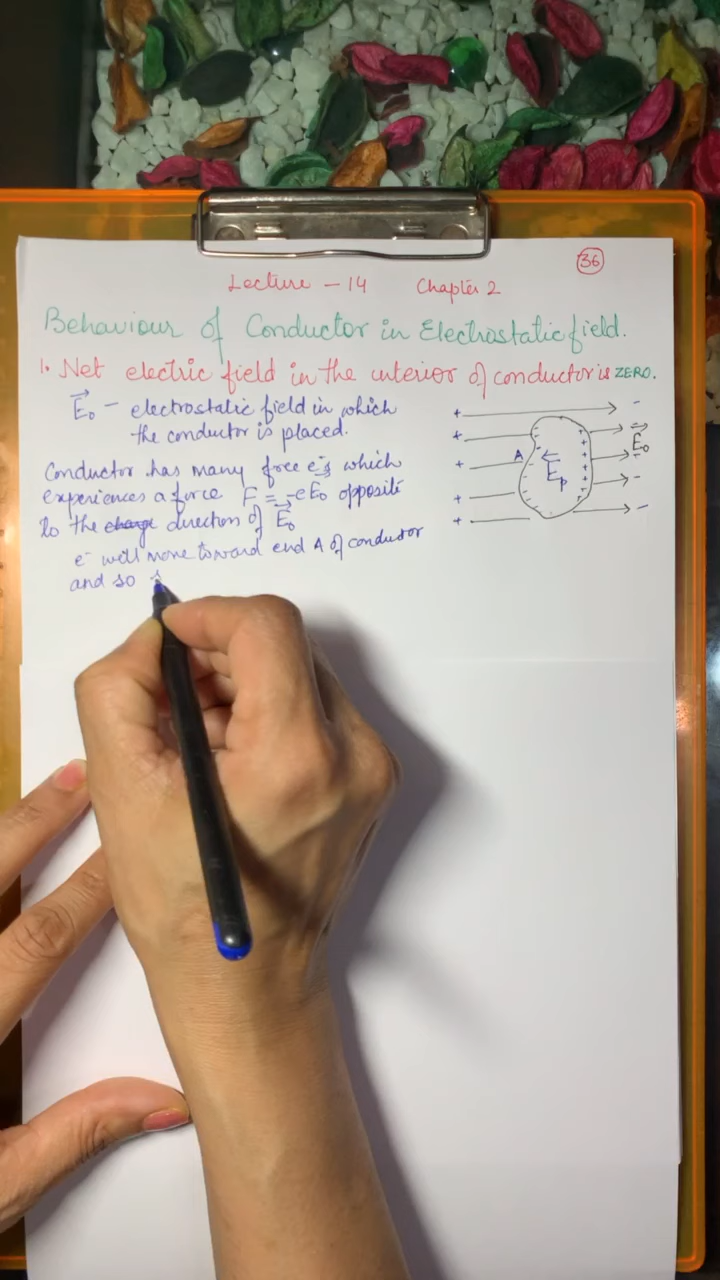 36
Lecture - 14 Chapter 2
Behaviour of Conductor in Electrostatic field.
1. Net electric field in the interior of conductor is ZERO.
E₀ - electrostatic field in which
the conductor is placed.
Conductor has many free e⁻s which
experiences a force F = -eE₀ opposite
to the charge direction of E₀
e⁻ will move toward end A of conductor
and so
+ -
+ E₀
+ A Ep -
+ -
+ -